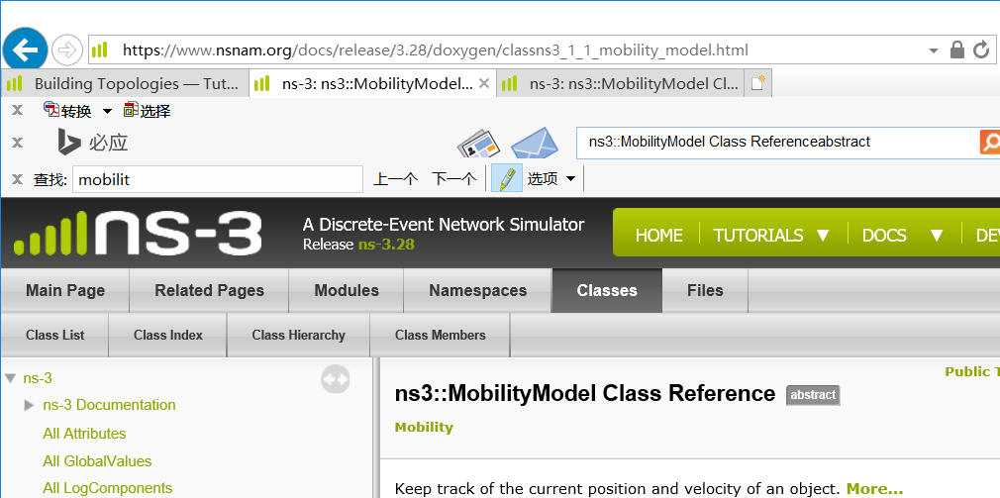 https://www.nsnam.org/docs/release/3.28/doxygen/classns3_1_1_mobility_model.html
Building Topologies — Tut... ns-3: ns3::MobilityModel... ns-3: ns3::MobilityModel Cl...
转换 选择
必应 ns3::MobilityModel Class Referenceabstract
查找: mobilit 上一个 下一个 选项
ns-3 A Discrete-Event Network Simulator
Release ns-3.28
HOME TUTORIALS DOCS DE
Main Page Related Pages Modules Namespaces Classes Files
Class List Class Index Class Hierarchy Class Members
ns-3
ns-3 Documentation
All Attributes
All GlobalValues
All LogComponents
Public T
ns3::MobilityModel Class Reference abstract
Mobility
Keep track of the current position and velocity of an object. More...